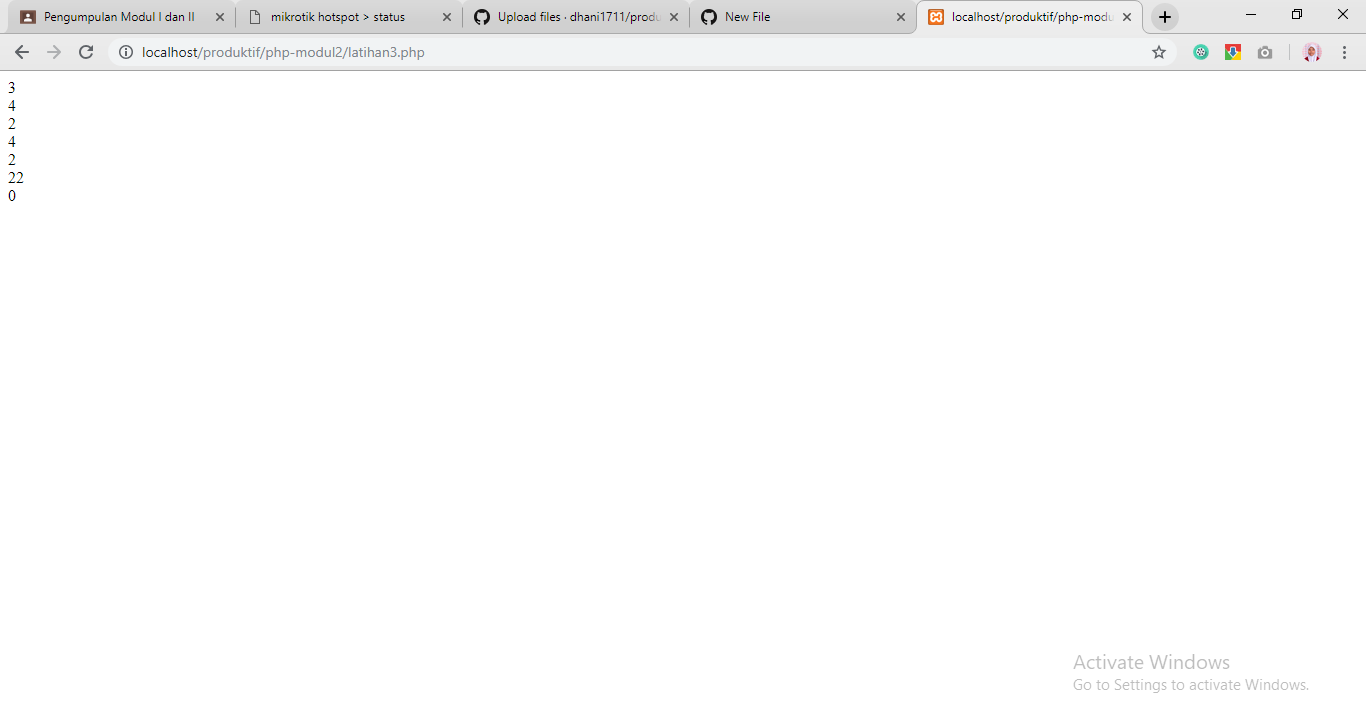 Pengumpulan Modul I dan II
mikrotik hotspot > status
Upload files · dhani1711/produ
New File
localhost/produktif/php-modu
localhost/produktif/php-modul2/latihan3.php
3
4
2
4
2
22
0
Activate Windows
Go to Settings to activate Windows.